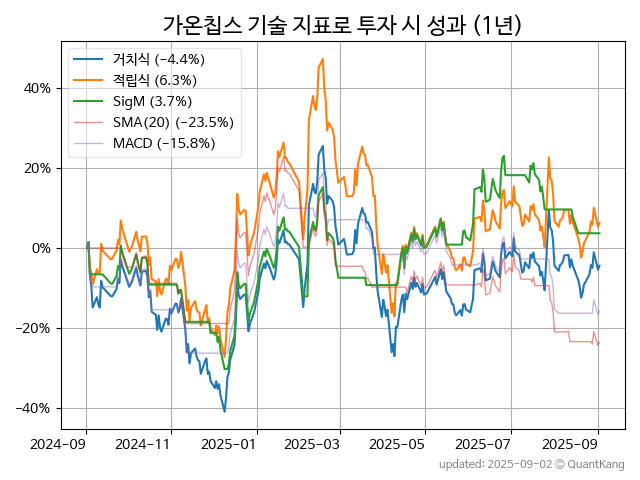 가온칩스 기술 지표로 투자 시 성과 (1년)
거치식 (−4.4%)
적립식 (6.3%)
SigM (3.7%)
SMA(20) (−23.5%)
MACD (−15.8%)
40%
20%
0%
−20%
−40%
2024-09 2024-11 2025-01 2025-03 2025-05 2025-07 2025-09
updated: 2025-09-02 © QuantKang